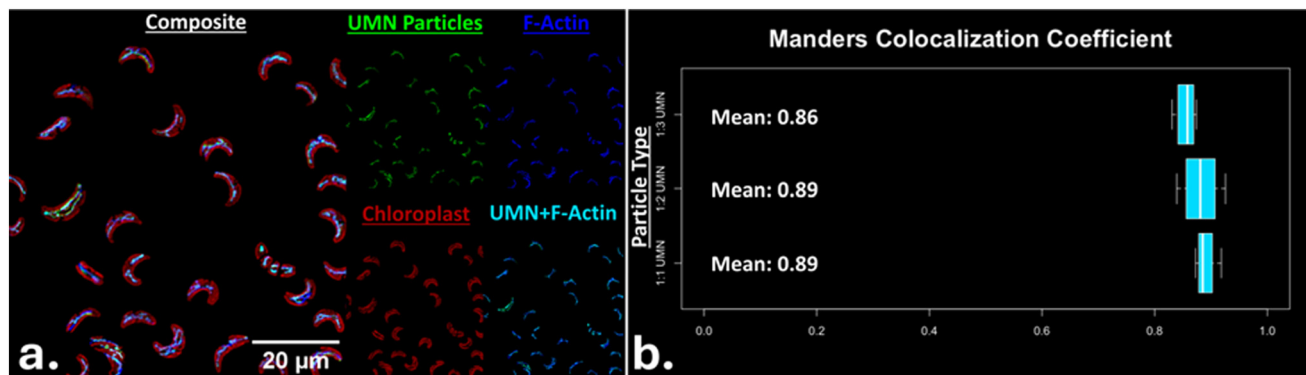 Composite
UMN Particles
F-Actin
Chloroplast
UMN+F-Actin
20 µm
a.
Manders Colocalization Coefficient
Particle Type
1:3 UMN
Mean: 0.86
1:2 UMN
Mean: 0.89
1:1 UMN
Mean: 0.89
0.0 0.2 0.4 0.6 0.8 1.0
b.